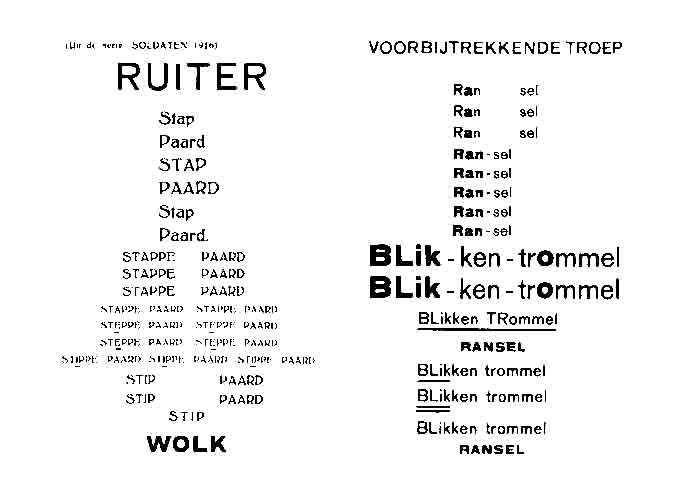 (Uit de serie: SOLDATEN 1916)
RUITER
Stap
Paard
STAP
PAARD
Stap
Paard.
STAPPE PAARD
STAPPE PAARD
STAPPE PAARD
STAPPE PAARD STAPPE PAARD
STEPPE PAARD STEPPE PAARD
STEPPE PAARD STEPPE PAARD
STIPPE PAARD STIPPE PAARD STIPPE PAARD
STIP PAARD
STIP PAARD
STIP
WOLK
VOORBIJTREKKENDE TROEP
Ran sel
Ran sel
Ran sel
Ran-sel
Ran-sel
Ran-sel
Ran-sel
Ran-sel
BLik-ken-trommel
BLik-ken-trommel
BLikken TRommel
RANSEL
BLikken trommel
BLikken trommel
BLikken trommel
RANSEL